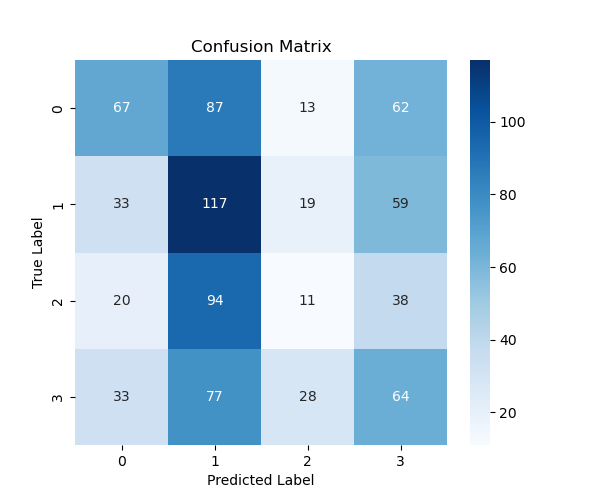 Confusion Matrix
True Label
0 67 87 13 62
1 33 117 19 59
2 20 94 11 38
3 33 77 28 64
0 1 2 3
Predicted Label
100
80
60
40
20